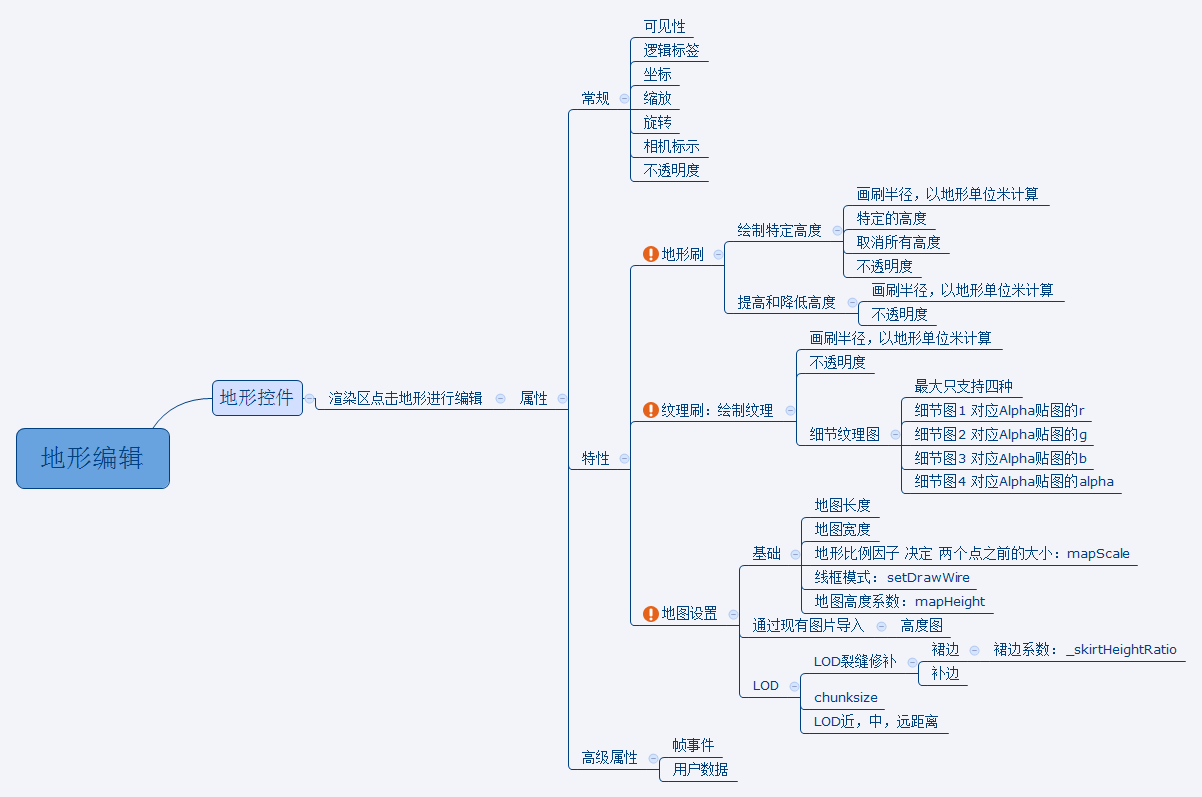 地形编辑
地形控件
渲染区点击地形进行编辑
属性
常规
可见性
逻辑标签
坐标
缩放
旋转
相机标示
不透明度
特性
地形刷
绘制特定高度
画刷半径，以地形单位米计算
特定的高度
取消所有高度
不透明度
提高和降低高度
画刷半径，以地形单位米计算
不透明度
纹理刷：绘制纹理
画刷半径，以地形单位米计算
不透明度
细节纹理图
最大只支持四种
细节图1 对应Alpha贴图的r
细节图2 对应Alpha贴图的g
细节图3 对应Alpha贴图的b
细节图4 对应Alpha贴图的alpha
地图设置
基础
地图长度
地图宽度
地形比例因子 决定 两个点之前的大小：mapScale
线框模式：setDrawWire
地图高度系数：mapHeight
通过现有图片导入
高度图
LOD
LOD裂缝修补
裙边
裙边系数：_skirtHeightRatio
补边
chunksize
LOD近，中，远距离
高级属性
帧事件
用户数据